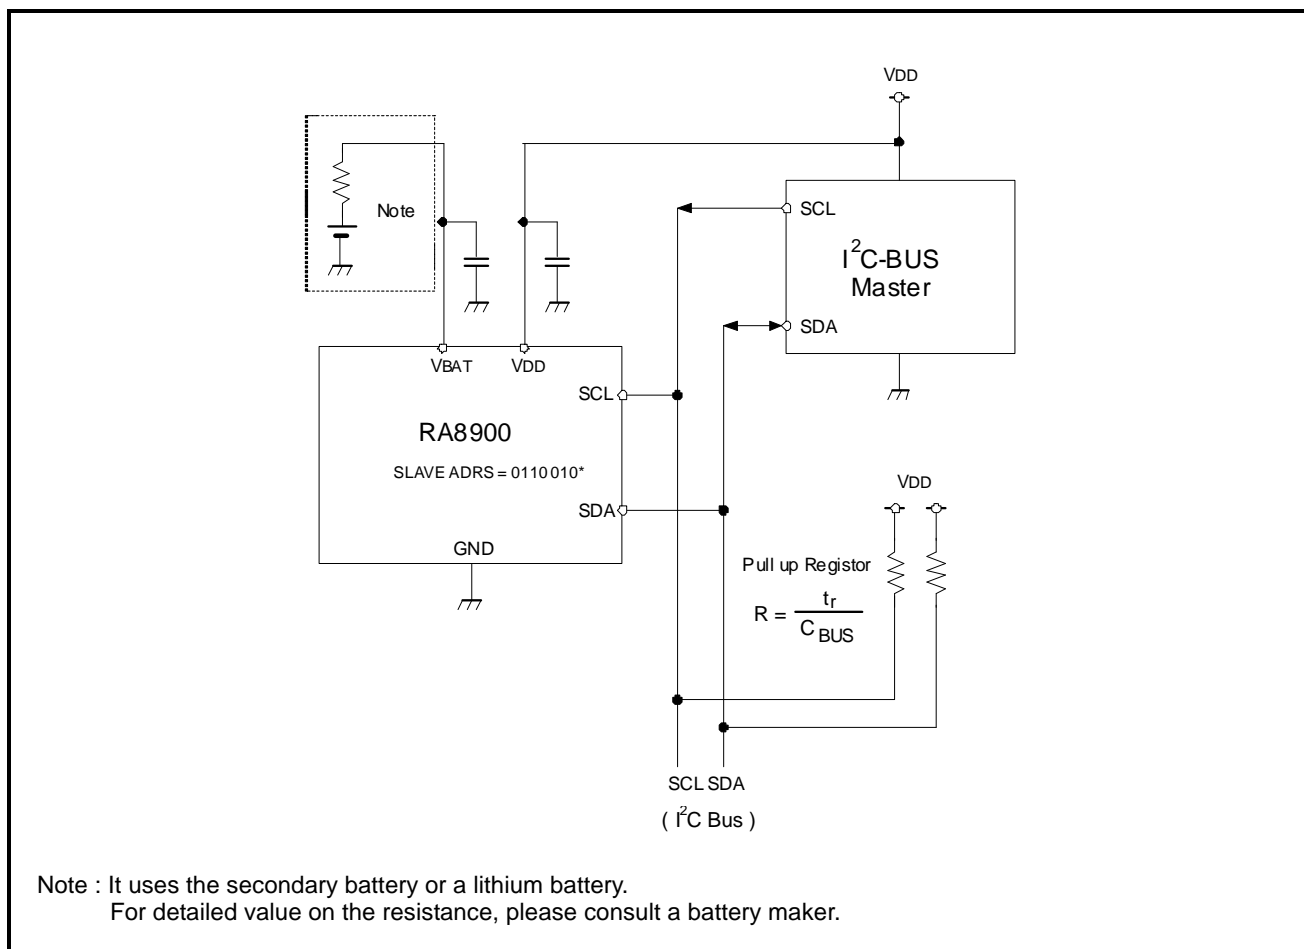 VDD
Note
SCL
I²C-BUS
Master
SDA
VBAT VDD
SCL
RA8900
SLAVE ADRS = 0110010*
SDA
GND
VDD
Pull up Registor
R = tr / CBUS
SCL SDA
( I²C Bus )
Note : It uses the secondary battery or a lithium battery.
For detailed value on the resistance, please consult a battery maker.